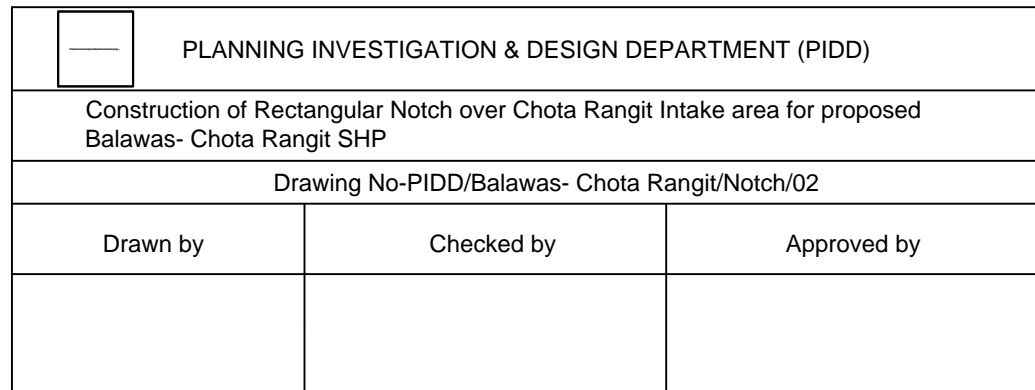 PLANNING INVESTIGATION & DESIGN DEPARTMENT (PIDD)
Construction of Rectangular Notch over Chota Rangit Intake area for proposed
Balawas- Chota Rangit SHP
Drawing No-PIDD/Balawas- Chota Rangit/Notch/02
Drawn by
Checked by
Approved by